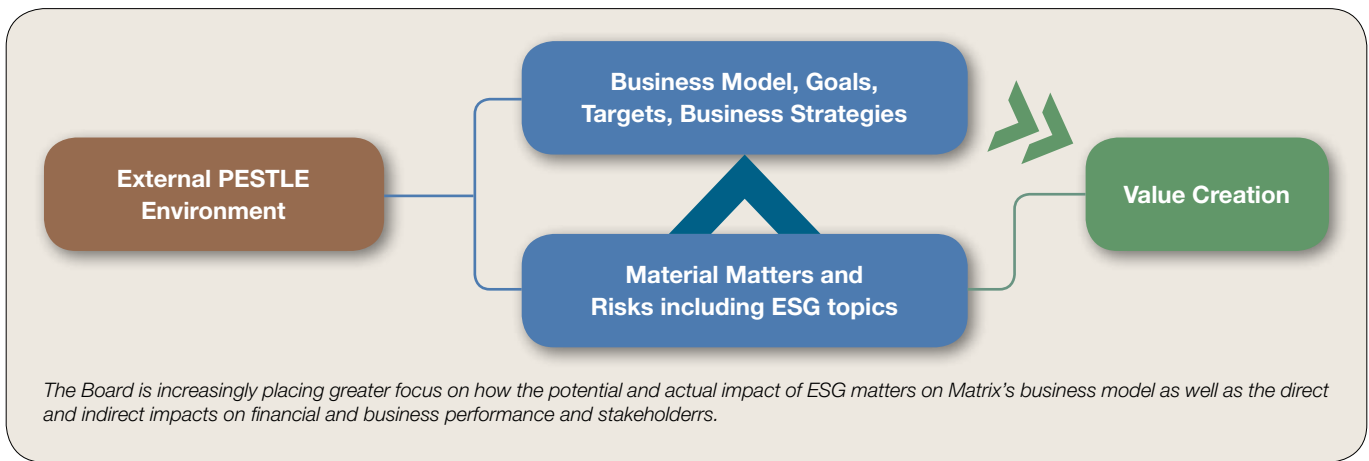 Business Model, Goals,
Targets, Business Strategies
External PESTLE
Environment
Value Creation
Material Matters and
Risks including ESG topics
The Board is increasingly placing greater focus on how the potential and actual impact of ESG matters on Matrix's business model as well as the direct
and indirect impacts on financial and business performance and stakeholderrs.